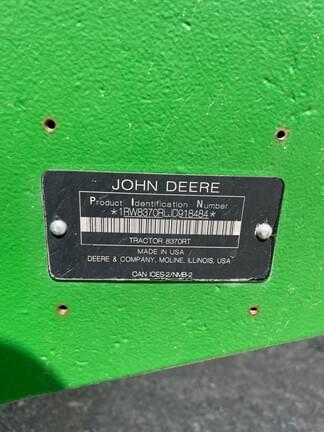 JOHN DEERE
Product Identification Number
*1RW8370RLJD918484*
TRACTOR 8370RT
MADE IN USA
DEERE & COMPANY, MOLINE, ILLINOIS, USA
CAN ICES-2/NMB-2